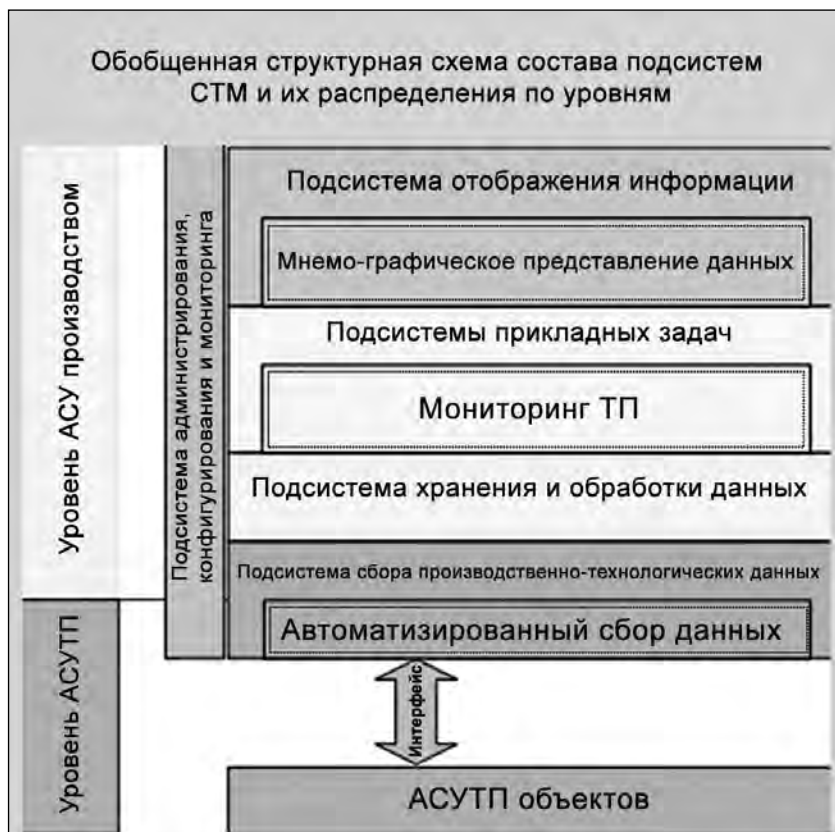 Обобщенная структурная схема состава подсистем
СТМ и их распределения по уровням
Уровень АСУ производством
Подсистема администрирования,
конфигурирования и мониторинга
Подсистема отображения информации
Мнемо-графическое представление данных
Подсистемы прикладных задач
Мониторинг ТП
Подсистема хранения и обработки данных
Подсистема сбора производственно-технологических данных
Автоматизированный сбор данных
Уровень АСУТП
Интерфейс
АСУТП объектов